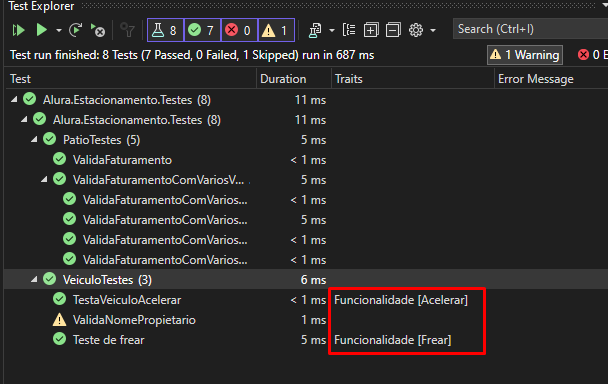 Test Explorer
8 7 0 1 Search (Ctrl+I)
Test run finished: 8 Tests (7 Passed, 0 Failed, 1 Skipped) run in 687 ms 1 Warning 0 E
Test Duration Traits Error Message
Alura.Estacionamento.Testes (8) 11 ms
Alura.Estacionamento.Testes (8) 11 ms
PatioTestes (5) 5 ms
ValidaFaturamento < 1 ms
ValidaFaturamentoComVariosV... 5 ms
ValidaFaturamentoComVarios... < 1 ms
ValidaFaturamentoComVarios... 5 ms
ValidaFaturamentoComVarios... < 1 ms
ValidaFaturamentoComVarios... < 1 ms
VeiculoTestes (3) 6 ms
TestaVeiculoAcelerar < 1 ms Funcionalidade [Acelerar]
ValidaNomePropietario 1 ms
Teste de frear 5 ms Funcionalidade [Frear]